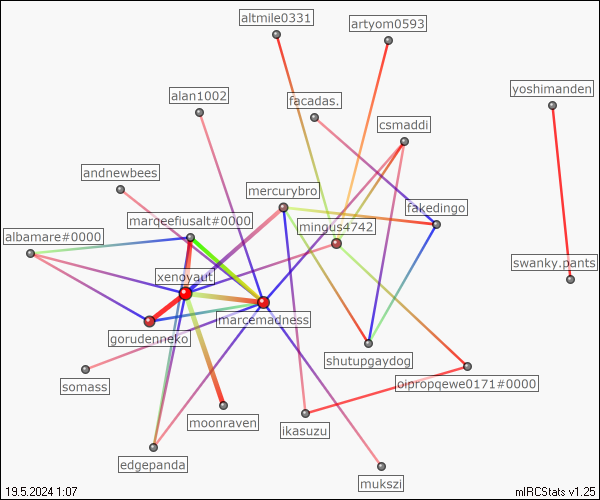 altmile0331
artyom0593
yoshimanden
alan1002
facadas.
csmaddi
andnewbees
mercurybro
fakedingo
marqeefiusalt#0000
mingus4742
albamare#0000
swanky.pants
xenoyaut
marcemadness
gorudenneko
shutupgaydog
somass
oipropqewe0171#0000
moonraven
ikasuzu
edgepanda
mukszi
19.5.2024 1:07
mIRCStats v1.25